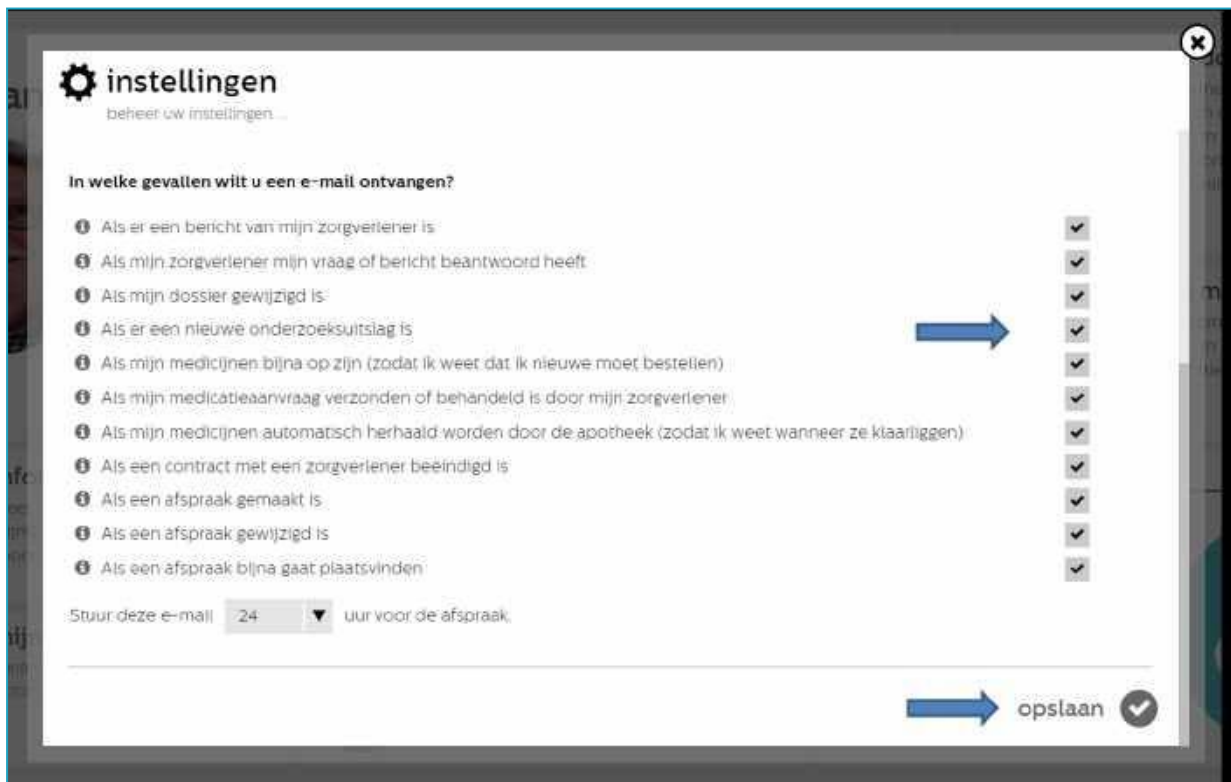 instellingen
beheer uw instellingen...
In welke gevallen wilt u een e-mail ontvangen?
Als er een bericht van mijn zorgverlener is
Als mijn zorgverlener mijn vraag of bericht beantwoord heeft
Als mijn dossier gewijzigd is
Als er een nieuwe onderzoeksuitslag is
Als mijn medicijnen bijna op zijn (zodat ik weet dat ik nieuwe moet bestellen)
Als mijn medicatieaanvraag verzonden of behandeld is door mijn zorgverlener
Als mijn medicijnen automatisch herhaald worden door de apotheek (zodat ik weet wanneer ze klaarliggen)
Als een contract met een zorgverlener beëindigd is
Als een afspraak gemaakt is
Als een afspraak gewijzigd is
Als een afspraak bijna gaat plaatsvinden
Stuur deze e-mail 24 uur voor de afspraak.
opslaan